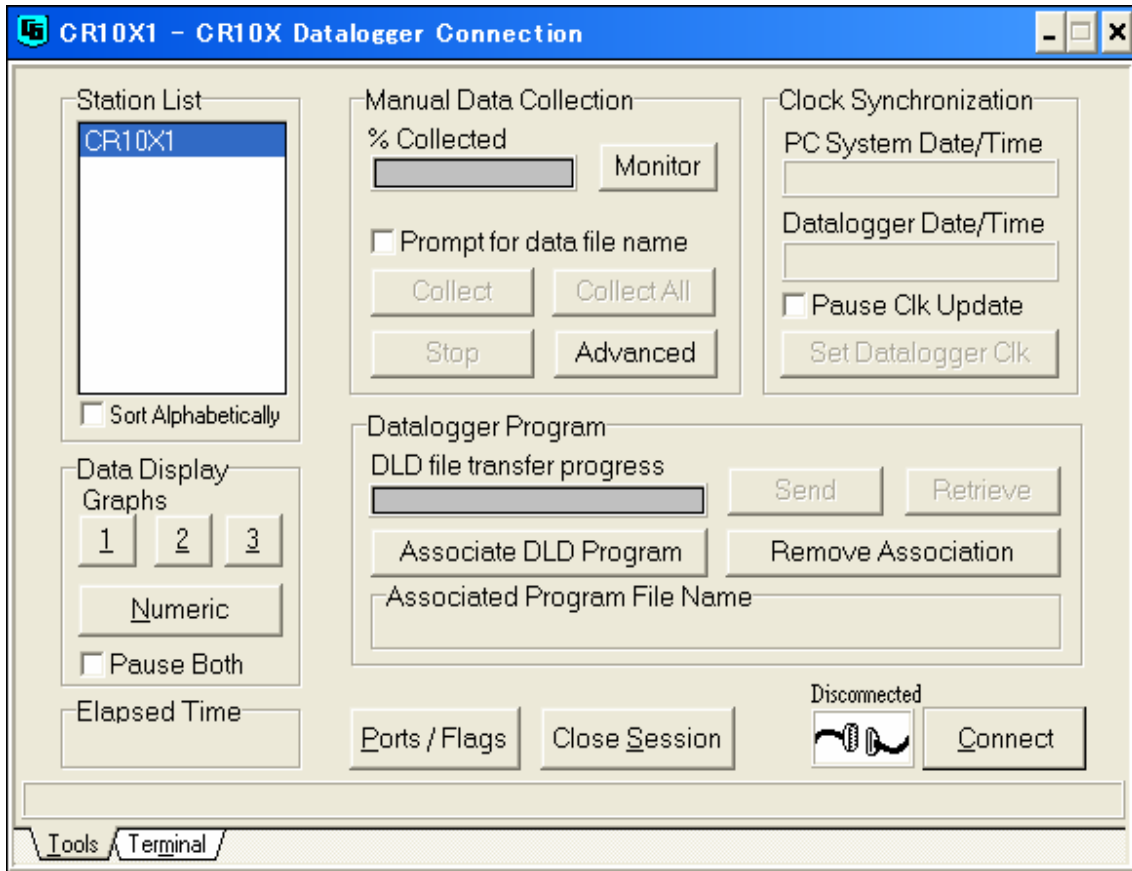 CR10X1 - CR10X Datalogger Connection
Station List
CR10X1
Sort Alphabetically
Data Display
Graphs
1 2 3
Numeric
Pause Both
Elapsed Time
Manual Data Collection
% Collected
Monitor
Prompt for data file name
Collect Collect All
Stop Advanced
Clock Synchronization
PC System Date/Time
Datalogger Date/Time
Pause Clk Update
Set Datalogger Clk
Datalogger Program
DLD file transfer progress
Send Retrieve
Associate DLD Program Remove Association
Associated Program File Name
Ports / Flags Close Session
Disconnected
Connect
Tools Terminal